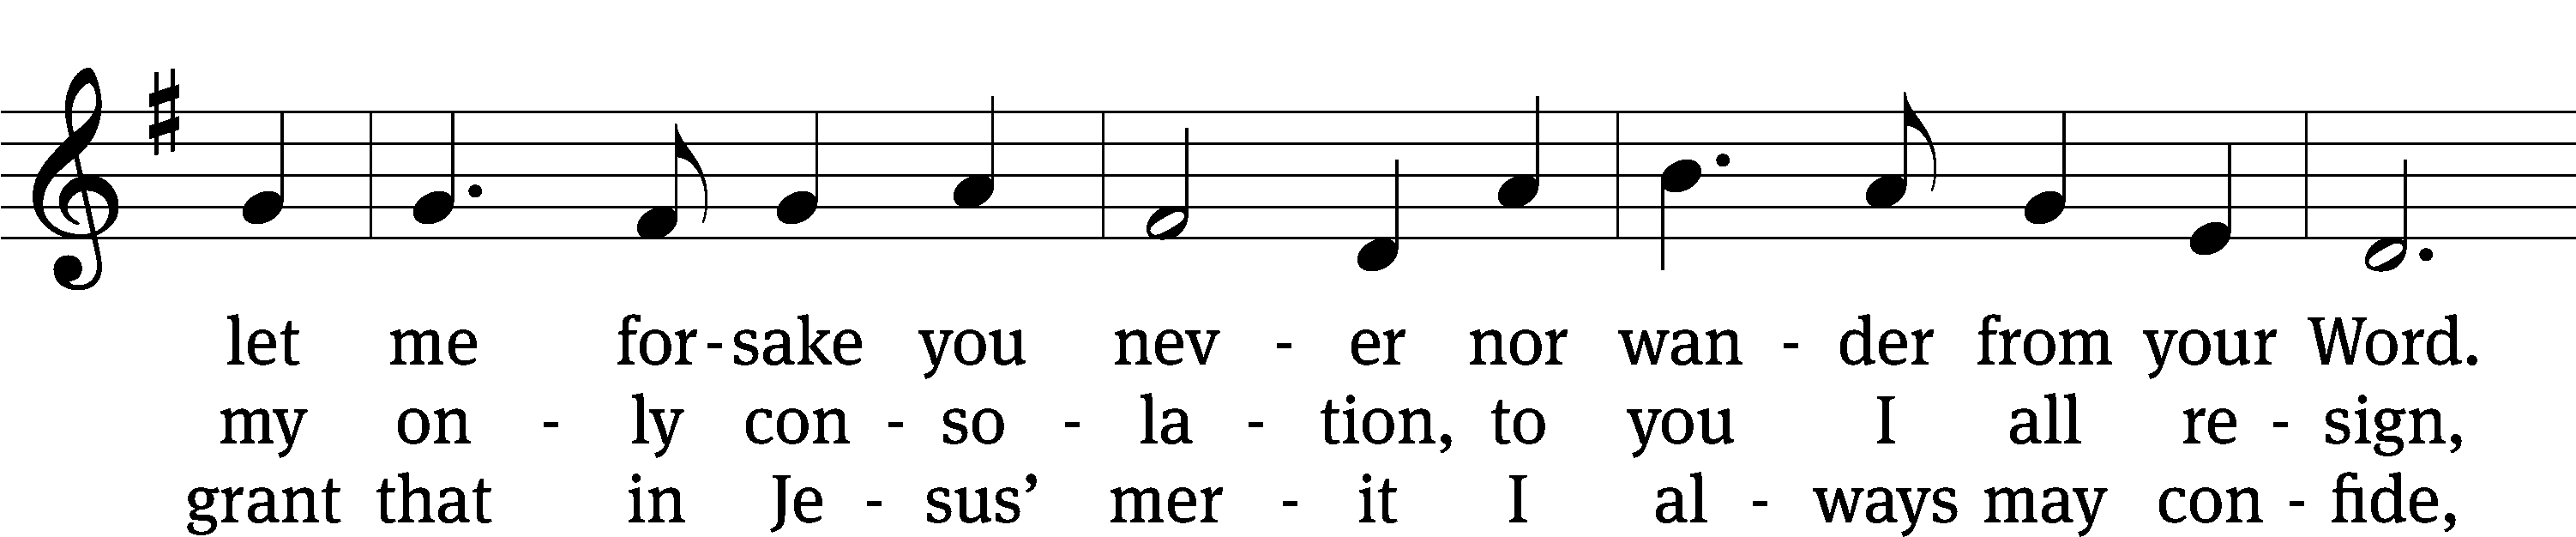 let me for - sake you nev - er nor wan - der from your Word.
my on - ly con - so - la - tion, to you I all re - sign,
grant that in Je - sus’ mer - it I al - ways may con - fide,